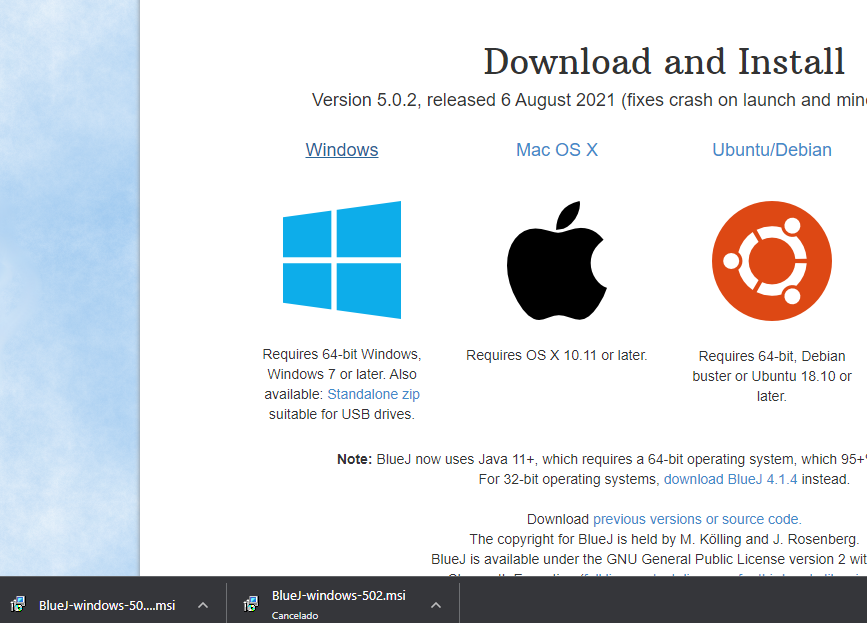 Download and Install
Version 5.0.2, released 6 August 2021 (fixes crash on launch and
Windows
Mac OS X
Ubuntu/Debian
Requires 64-bit Windows,
Windows 7 or later. Also
available: Standalone zip
suitable for USB drives.
Requires OS X 10.11 or later.
Requires 64-bit, Debian
buster or Ubuntu 18.10 or
later.
Note: BlueJ now uses Java 11+, which requires a 64-bit operating system, which 95+
For 32-bit operating systems, download BlueJ 4.1.4 instead.
Download previous versions or source code.
The copyright for BlueJ is held by M. Kölling and J. Rosenberg.
BlueJ is available under the GNU General Public License version 2
BlueJ-windows-50....msi
BlueJ-windows-502.msi
Cancelado